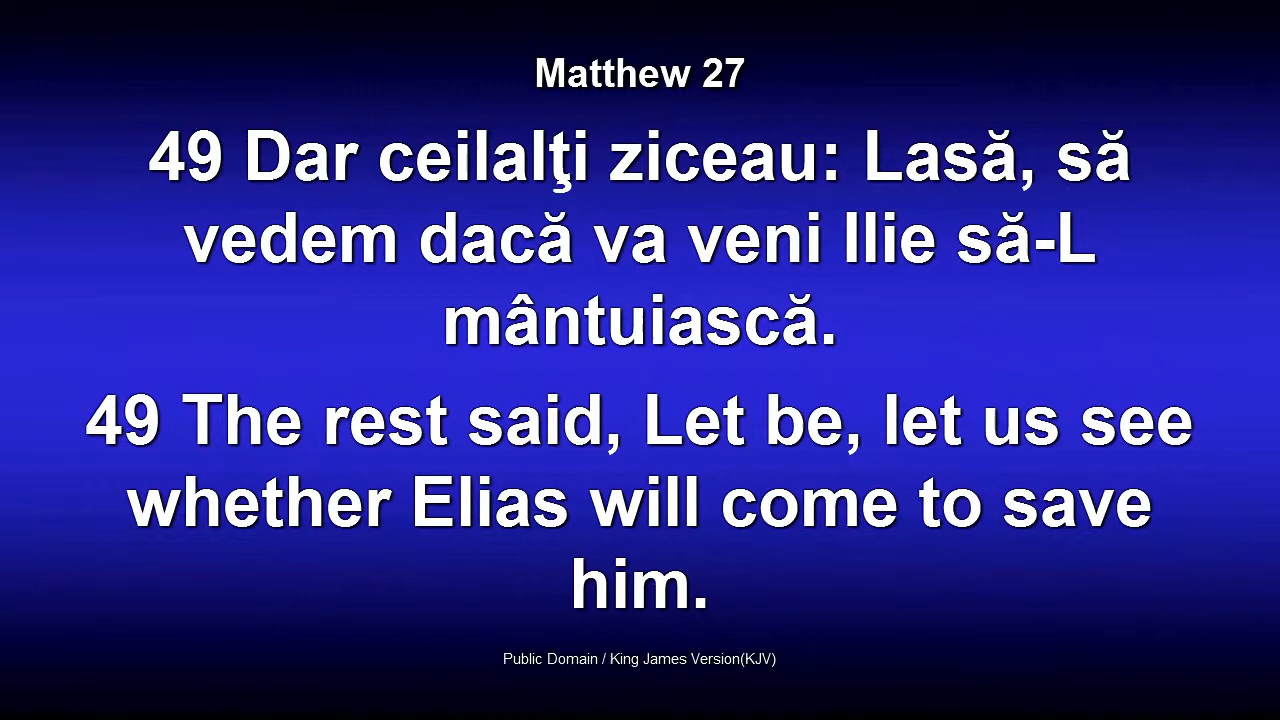 Matthew 27
49 Dar ceilalţi ziceau: Lasă, să
vedem dacă va veni Ilie să-L
mântuiască.
49 The rest said, Let be, let us see
whether Elias will come to save
him.
Public Domain / King James Version(KJV)